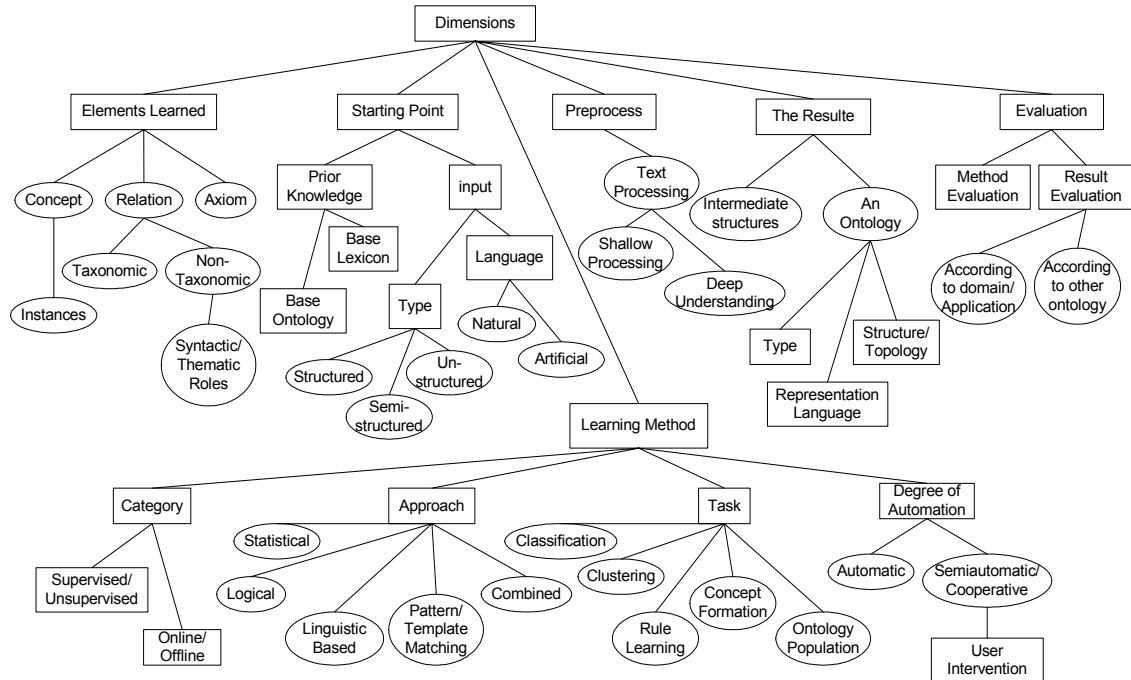 Dimensions
Elements Learned
Starting Point
Preprocess
The Resulte
Evaluation
Concept
Relation
Axiom
Prior
Knowledge
input
Text
Processing
Intermediate
structures
An
Ontology
Method
Evaluation
Result
Evaluation
Taxonomic
Non-
Taxonomic
Base
Lexicon
Language
Shallow
Processing
Deep
Understanding
According
to domain/
Application
According
to other
ontology
Instances
Base
Ontology
Type
Natural
Artificial
Type
Structure/
Topology
Syntactic/
Thematic
Roles
Structured
Un-
structured
Semi-
structured
Representation
Language
Learning Method
Category
Approach
Task
Degree of
Automation
Statistical
Classification
Supervised/
Unsupervised
Logical
Combined
Clustering
Concept
Formation
Automatic
Semiautomatic/
Cooperative
Online/
Offline
Linguistic
Based
Pattern/
Template
Matching
Rule
Learning
Ontology
Population
User
Intervention